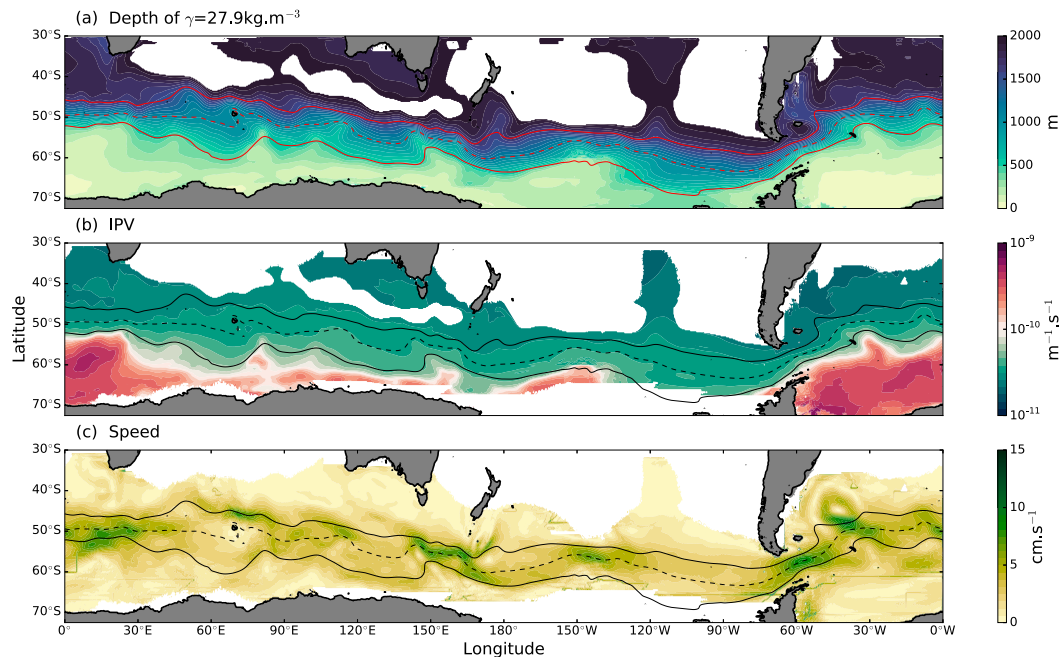 (a) Depth of γ=27.9kg.m⁻³
30°S
40°S
50°S
60°S
70°S
2000
1500
1000
500
0
m
(b) IPV
30°S
40°S
50°S
60°S
70°S
Latitude
10⁻⁹
10⁻¹⁰
10⁻¹¹
m⁻¹.s⁻¹
(c) Speed
30°S
40°S
50°S
60°S
70°S
15
10
5
0
cm.s⁻¹
0° 30°E 60°E 90°E 120°E 150°E 180° 150°W 120°W 90°W 60°W 30°W 0°W
Longitude